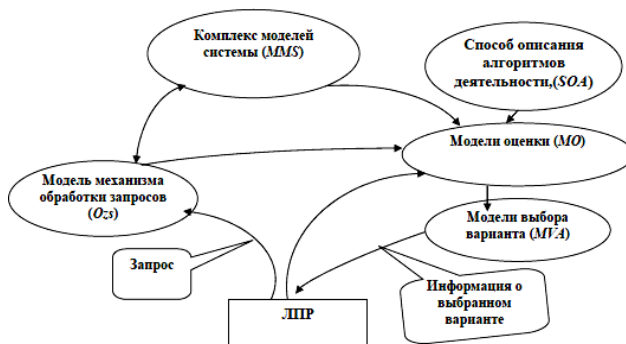 Комплекс моделей
системы (MMS)
Способ описания
алгоритмов
деятельности,(SOA)
Модели оценки (MO)
Модель механизма
обработки запросов
(Ozs)
Модели выбора
варианта (MVA)
Запрос
Информация о
выбранном
варианте
ЛПР